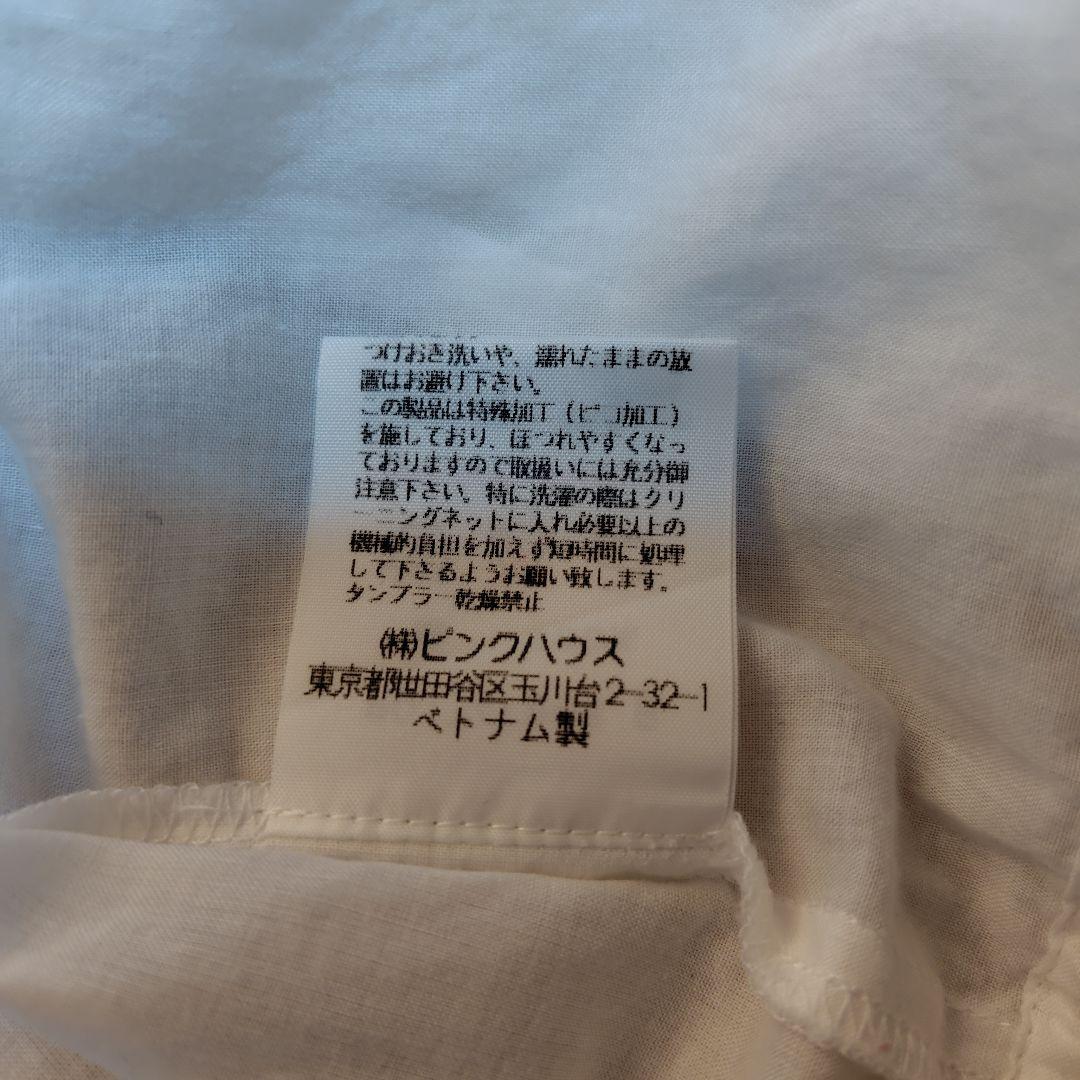 つけおき洗いや、濡れたままの放
置はお避け下さい。
この製品は特殊加工（ピコ加工）
を施しており、ほつれやすくなっ
ておりますので取扱いには充分御
注意下さい。特に洗濯の際はクリ
ーニングネットに入れ必要以上の
機械的負担を加えず短時間に処理
して下さるようお願い致します。
タンブラー乾燥禁止
㈱ピンクハウス
東京都世田谷区玉川台2-32-1
ベトナム製